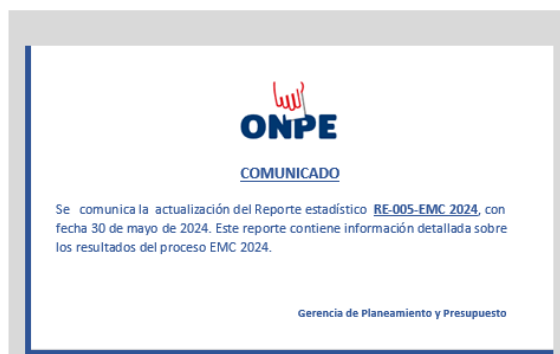 ONPE
COMUNICADO
Se comunica la actualización del Reporte estadístico RE-005-EMC 2024, con
fecha 30 de mayo de 2024. Este reporte contiene información detallada sobre
los resultados del proceso EMC 2024.
Gerencia de Planeamiento y Presupuesto